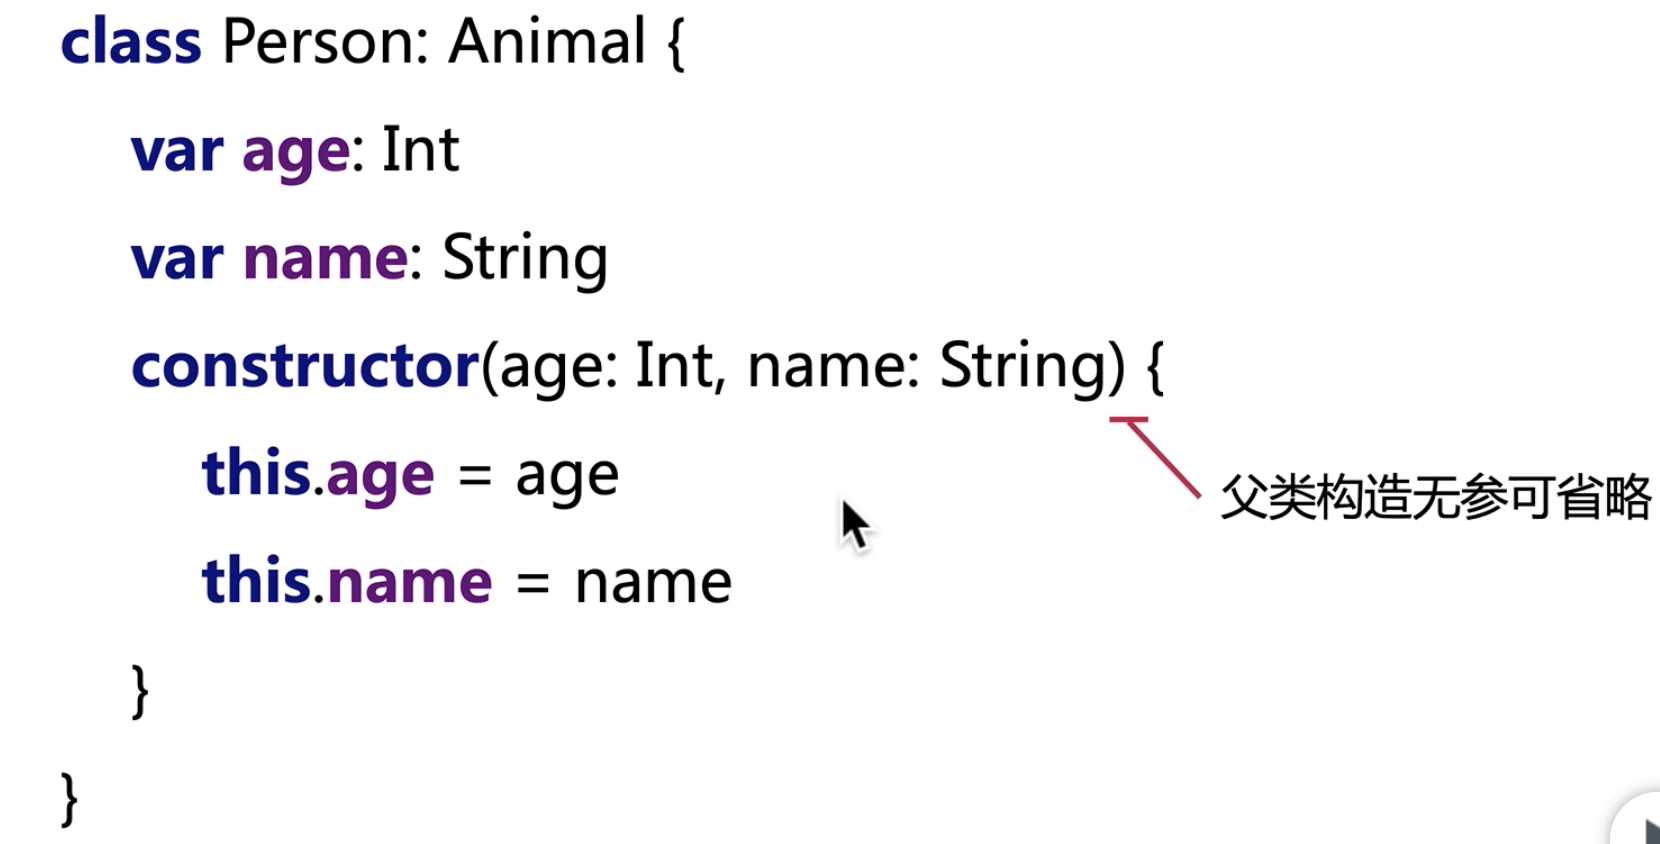 class Person: Animal {
var age: Int
var name: String
constructor(age: Int, name: String) {
this.age = age
父类构造无参可省略
this.name = name
}
}